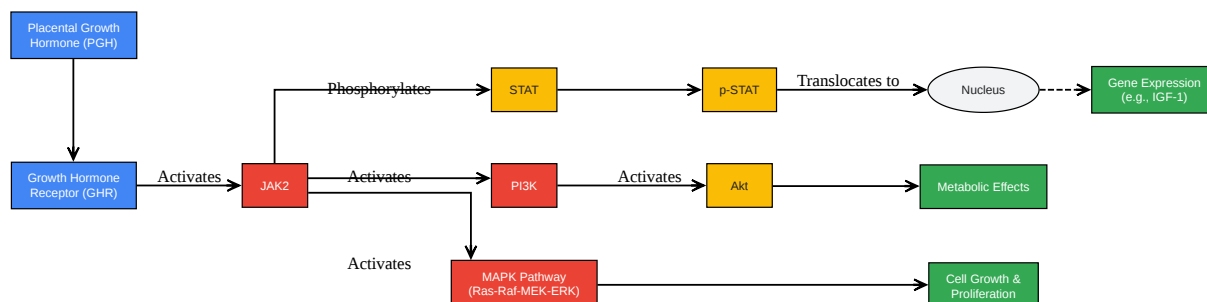 Placental Growth
Hormone (PGH)
Phosphorylates
STAT
p-STAT
Translocates to
Nucleus
Gene Expression
(e.g., IGF-1)
Growth Hormone
Receptor (GHR)
Activates
JAK2
Activates
PI3K
Activates
Akt
Metabolic Effects
Activates
MAPK Pathway
(Ras-Raf-MEK-ERK)
Cell Growth &
Proliferation